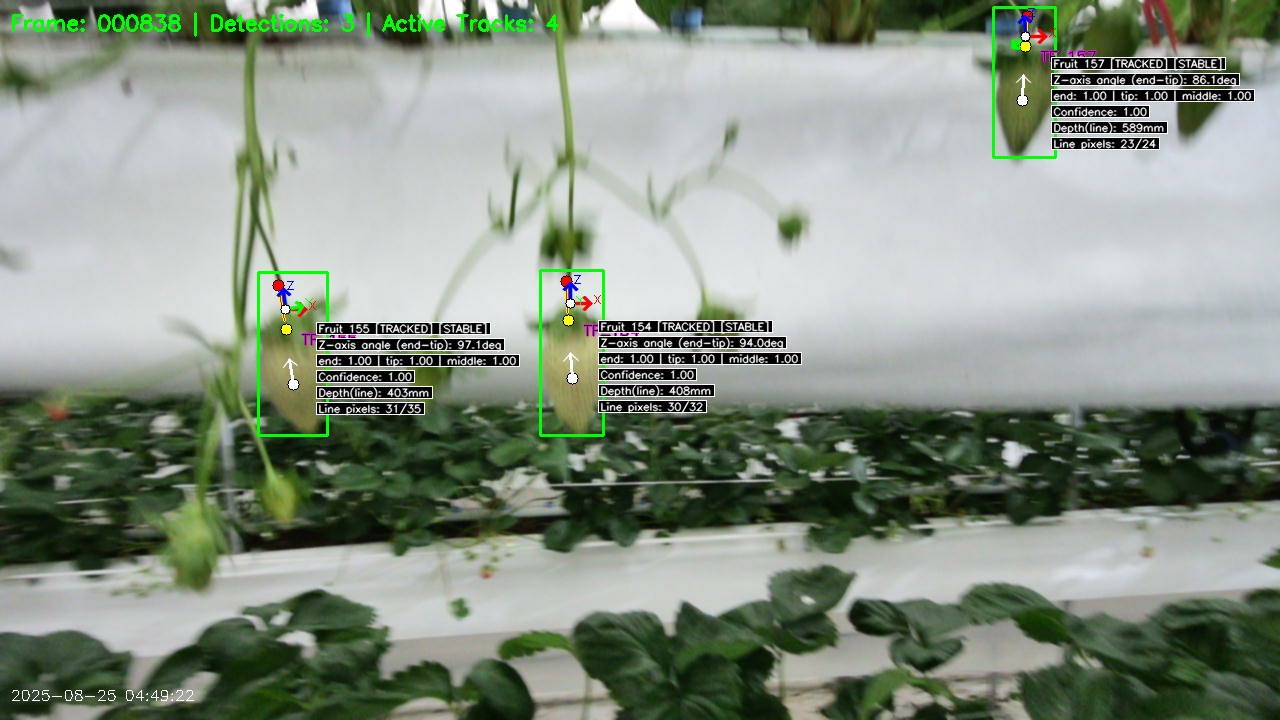 Frame: 000838 | Detections: 3 | Active Tracks: 4
Fruit 157 [TRACKED] [STABLE]
Z-axis angle (end-tip): 86.1deg
end: 1.00 | tip: 1.00 | middle: 1.00
Confidence: 1.00
Depth(line): 589mm
Line pixels: 23/24
Z
X
Fruit 155 [TRACKED] [STABLE]
Z-axis angle (end-tip): 97.1deg
end: 1.00 | tip: 1.00 | middle: 1.00
Confidence: 1.00
Depth(line): 403mm
Line pixels: 31/35
Z
X
Fruit 154 [TRACKED] [STABLE]
Z-axis angle (end-tip): 94.0deg
end: 1.00 | tip: 1.00 | middle: 1.00
Confidence: 1.00
Depth(line): 408mm
Line pixels: 30/32
2025-08-25 04:49:22